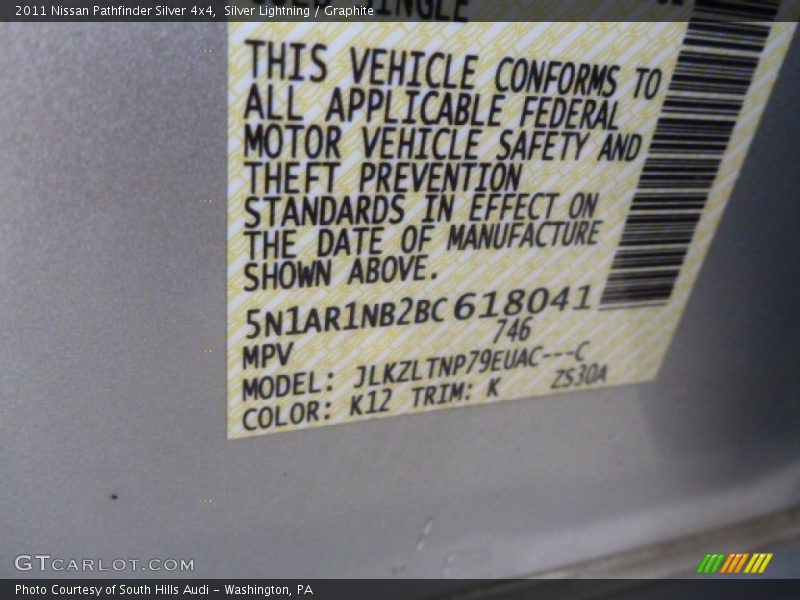 2011 Nissan Pathfinder Silver 4x4, Silver Lightning / Graphite
THIS VEHICLE CONFORMS TO
ALL APPLICABLE FEDERAL
MOTOR VEHICLE SAFETY AND
THEFT PREVENTION
STANDARDS IN EFFECT ON
THE DATE OF MANUFACTURE
SHOWN ABOVE.
5N1AR1NB2BC618041
746
MPV
MODEL: JLKZLTNP79EUAC---C
COLOR: K12 TRIM: K ZS30A
GTCARLOT.COM
Photo Courtesy of South Hills Audi - Washington, PA